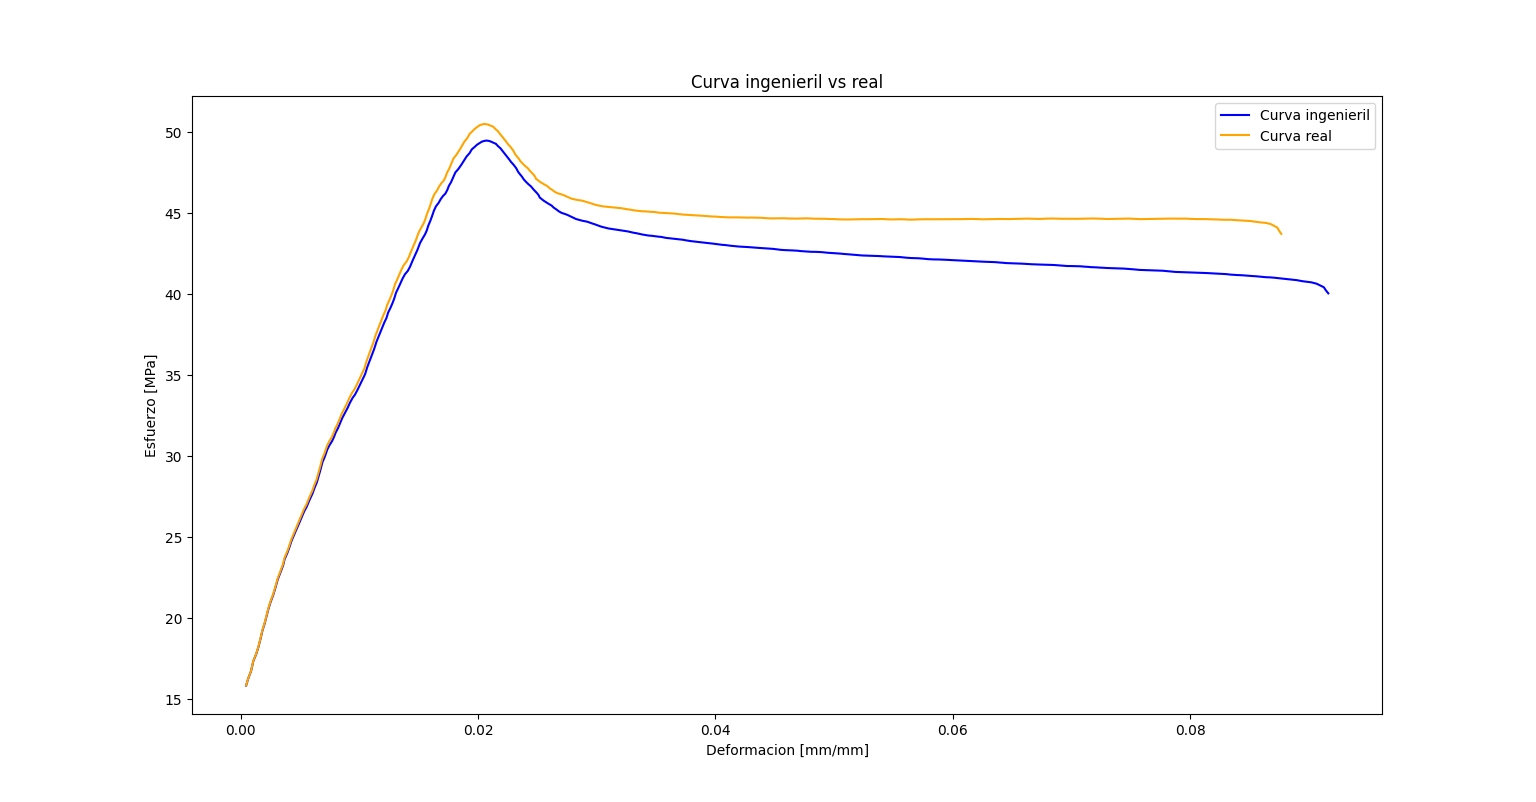 Curva ingenieril vs real
Curva ingenieril
Curva real
50
45
40
35
30
25
20
15
Esfuerzo [MPa]
0.00
0.02
0.04
0.06
0.08
Deformacion [mm/mm]